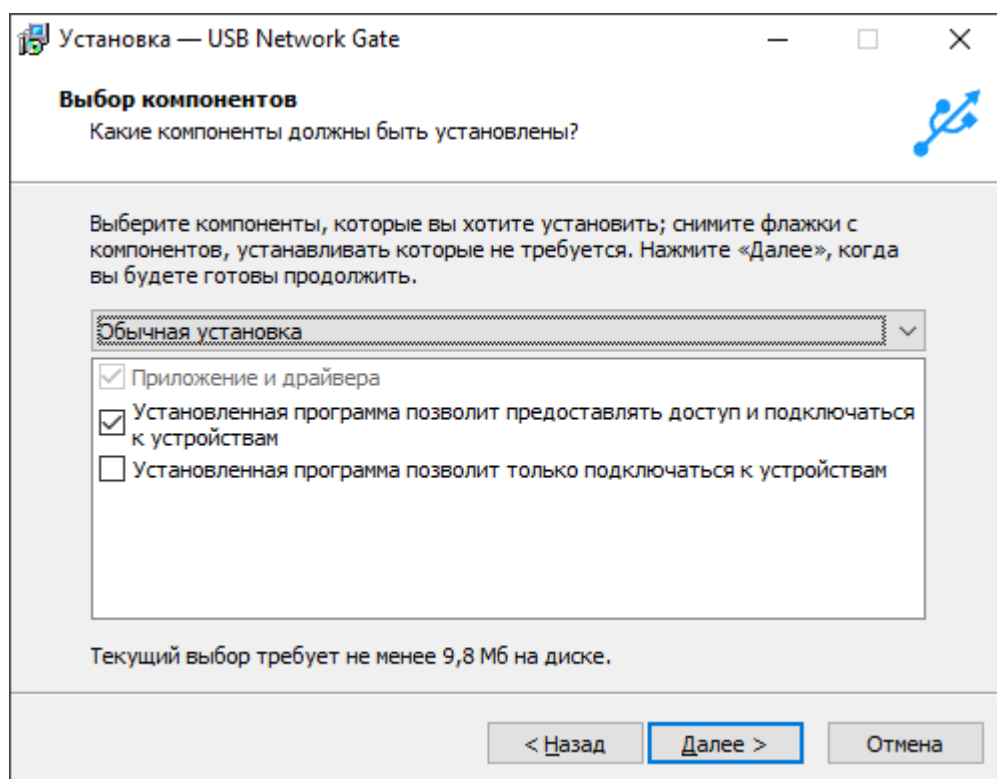 Установка — USB Network Gate
Выбор компонентов
Какие компоненты должны быть установлены?
Выберите компоненты, которые вы хотите установить; снимите флажки с
компонентов, устанавливать которые не требуется. Нажмите «Далее», когда
вы будете готовы продолжить.
Обычная установка
Приложение и драйвера
Установленная программа позволит предоставлять доступ и подключаться
к устройствам
Установленная программа позволит только подключаться к устройствам
Текущий выбор требует не менее 9,8 Мб на диске.
< Назад
Далее >
Отмена